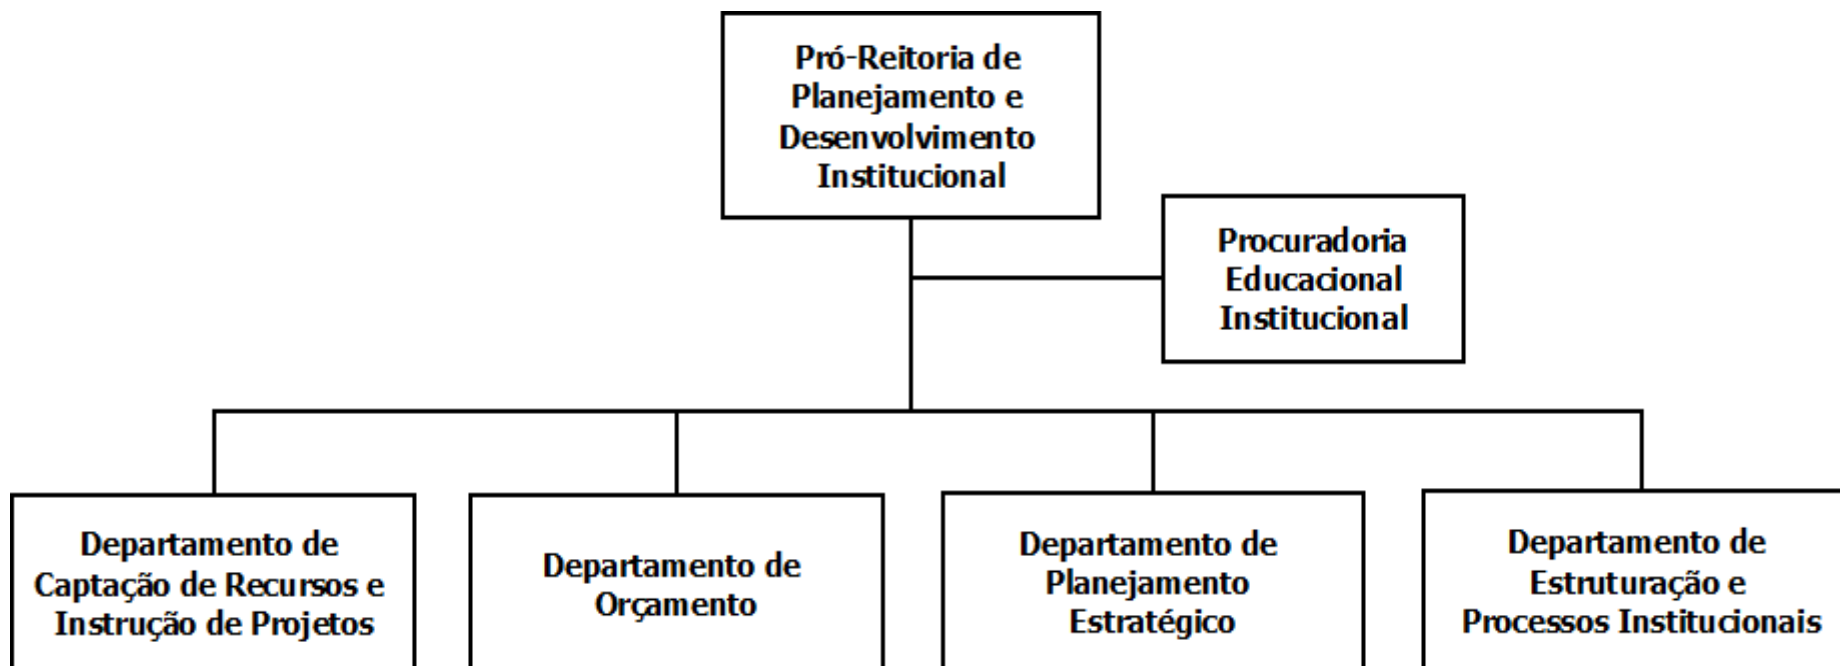 Pró-Reitoria de
Planejamento e
Desenvolvimento
Institucional
Procuradoria
Educacional
Institucional
Departamento de
Captação de Recursos e
Instrução de Projetos
Departamento de
Orçamento
Departamento de
Planejamento
Estratégico
Departamento de
Estruturação e
Processos Institucionais